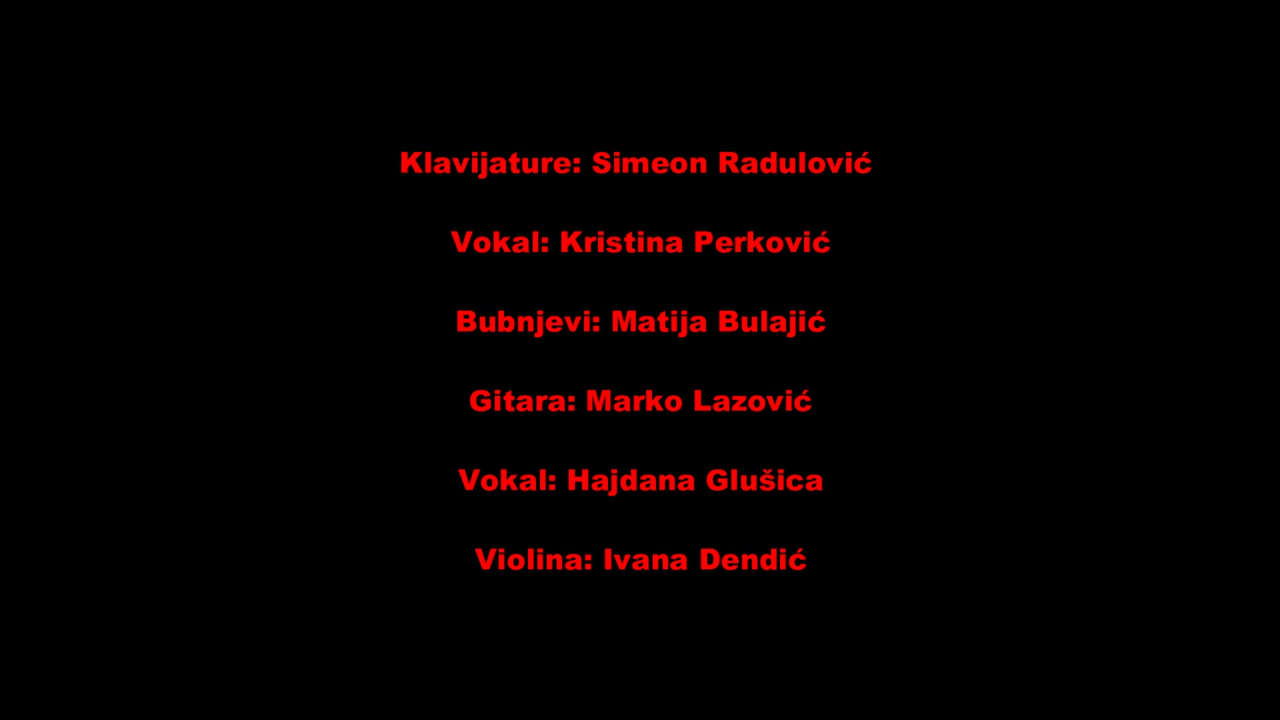 Klavijature: Simeon Radulović
Vokal: Kristina Perković
Bubnjevi: Matija Bulajić
Gitara: Marko Lazović
Vokal: Hajdana Glušica
Violina: Ivana Dendić